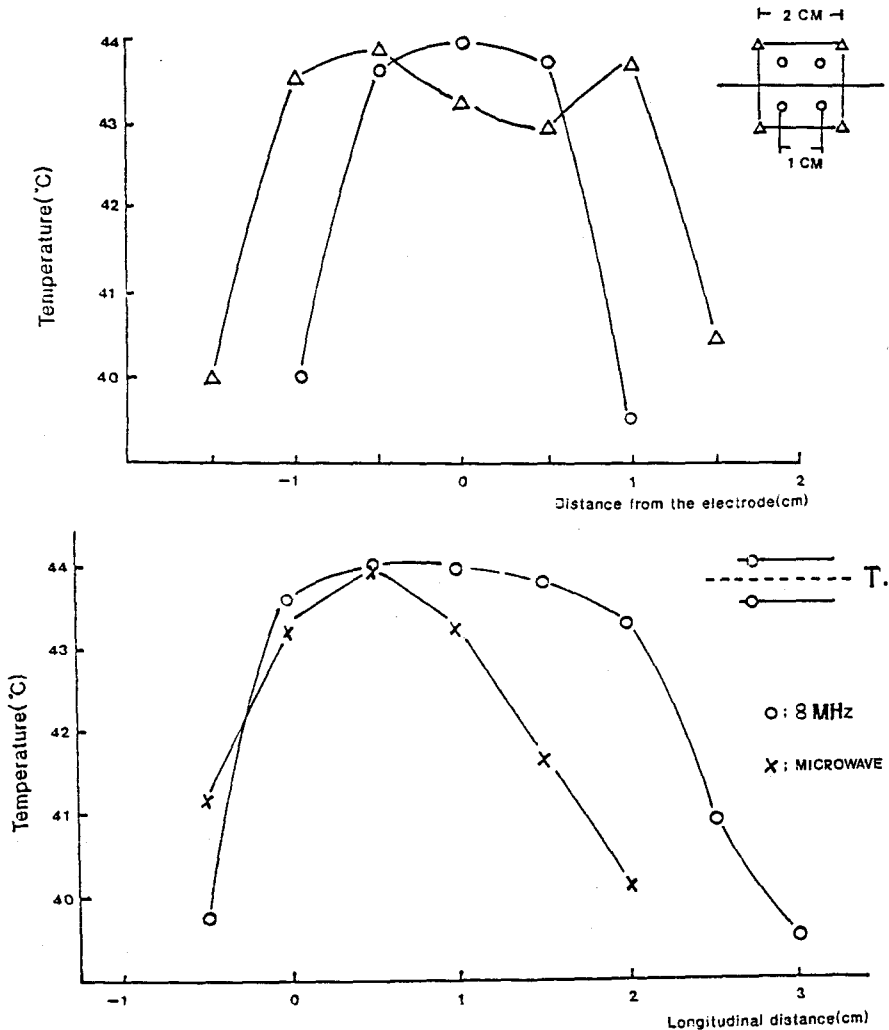 2 CM
1 CM
Temperature(°C)
44
43
42
41
40
-1
0
1
2
Distance from the electrode(cm)
Temperature(°C)
44
43
42
41
40
T.
O: 8 MHz
X; MICROWAVE
-1
0
1
2
3
Longitudinal distance(cm)